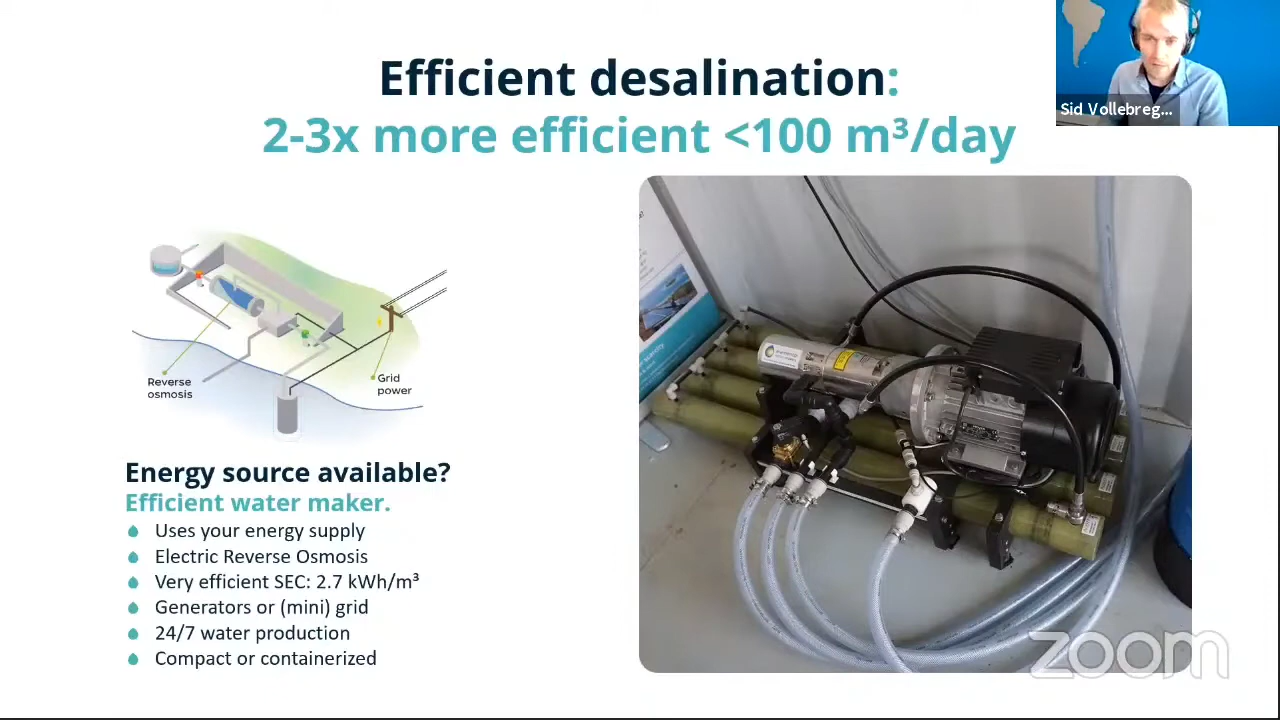 Efficient desalination:
2-3x more efficient <100 m³/day
Sid Vollebreg...
Reverse
osmosis
Grid
power
Energy source available?
Efficient water maker.
Uses your energy supply
Electric Reverse Osmosis
Very efficient SEC: 2.7 kWh/m³
Generators or (mini) grid
24/7 water production
Compact or containerized
zoom